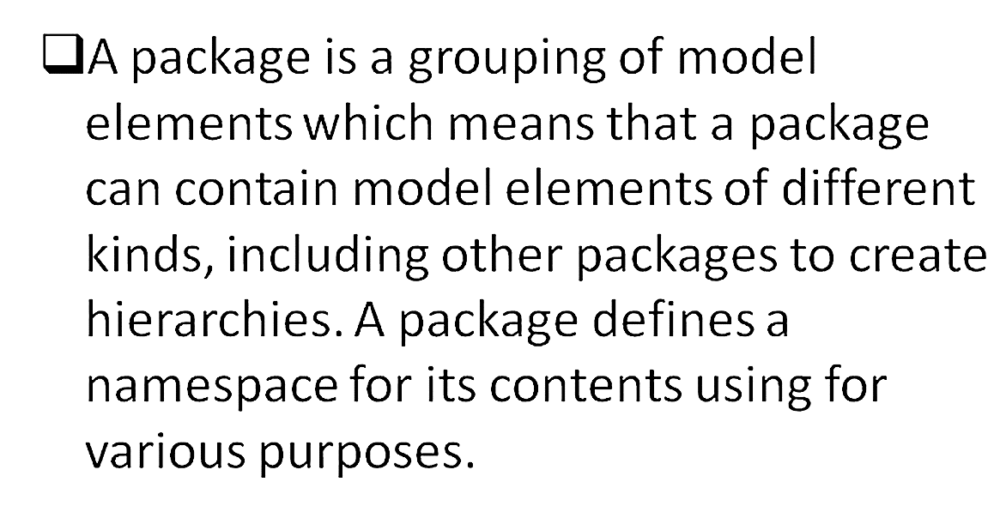 ❑A package is a grouping of model
elements which means that a package
can contain model elements of different
kinds, including other packages to create
hierarchies. A package defines a
namespace for its contents using for
various purposes.